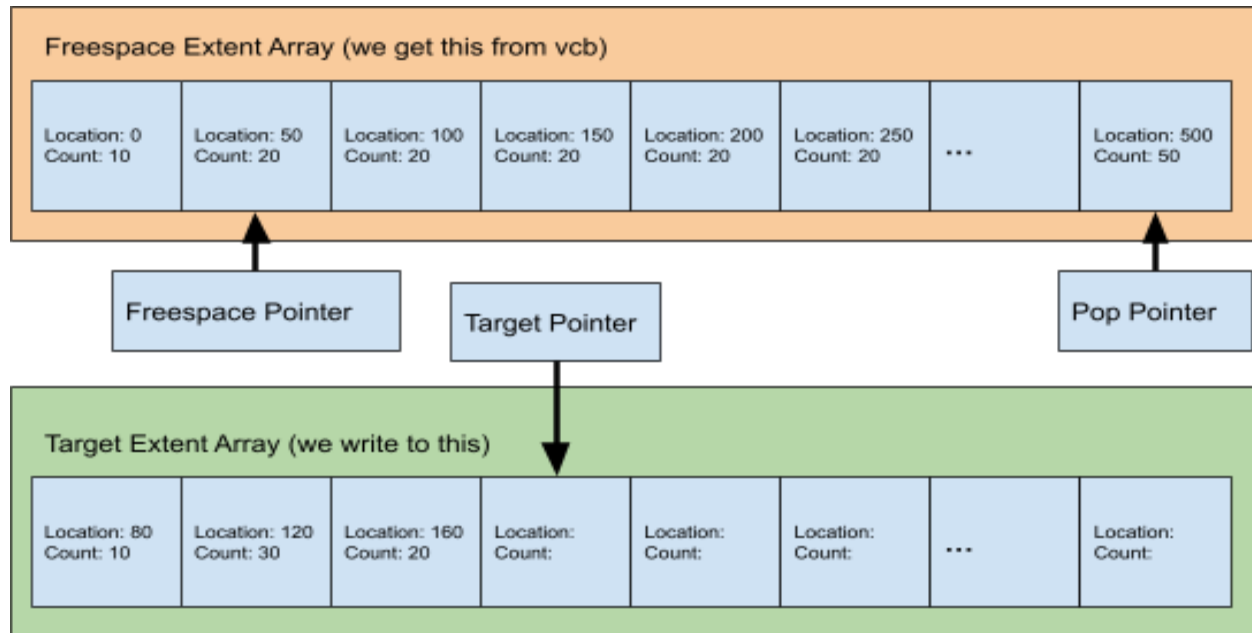 Freespace Extent Array (we get this from vcb)
Location: 0
Count: 10
Location: 50
Count: 20
Location: 100
Count: 20
Location: 150
Count: 20
Location: 200
Count: 20
Location: 250
Count: 20
...
Location: 500
Count: 50
Freespace Pointer
Target Pointer
Pop Pointer
Target Extent Array (we write to this)
Location: 80
Count: 10
Location: 120
Count: 30
Location: 160
Count: 20
Location:
Count:
Location:
Count:
Location:
Count:
...
Location:
Count: